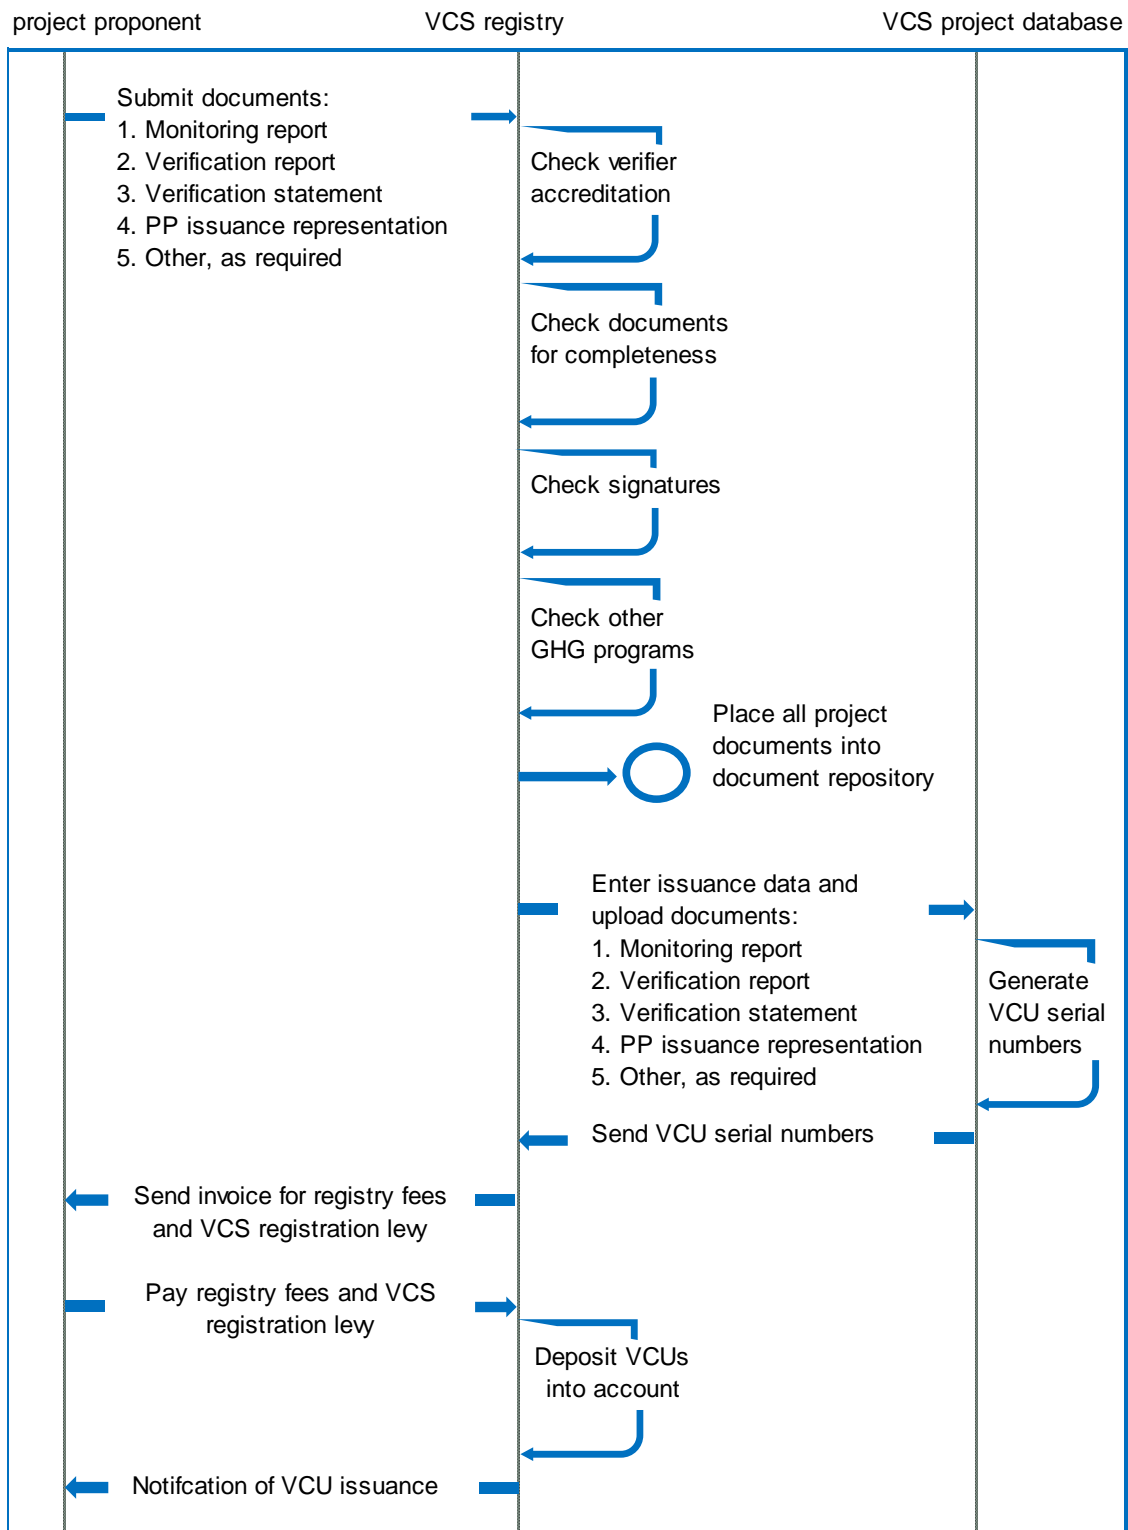 project proponent
VCS registry
VCS project database
Submit documents:
1. Monitoring report
2. Verification report
3. Verification statement
4. PP issuance representation
5. Other, as required
Check verifier
accreditation
Check documents
for completeness
Check signatures
Check other
GHG programs
Place all project
documents into
document repository
Enter issuance data and
upload documents:
1. Monitoring report
2. Verification report
3. Verification statement
4. PP issuance representation
5. Other, as required
Generate
VCU serial
numbers
Send VCU serial numbers
Send invoice for registry fees
and VCS registration levy
Pay registry fees and VCS
registration levy
Deposit VCUs
into account
Notifcation of VCU issuance